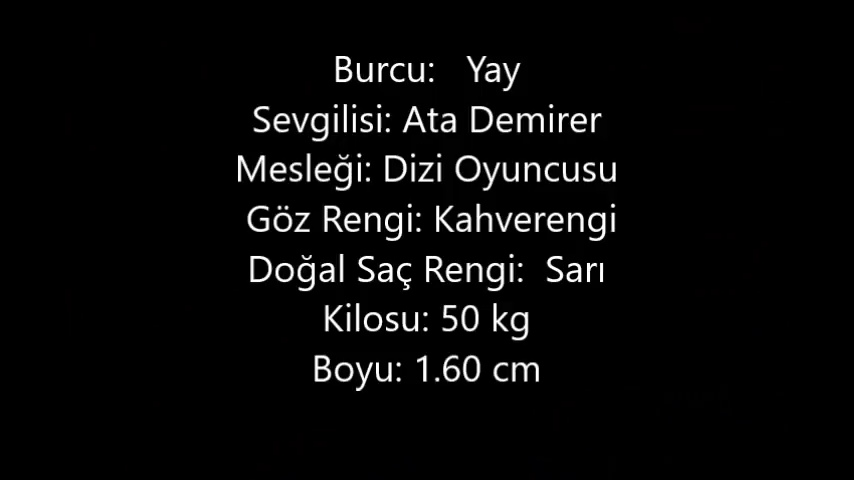 Burcu: Yay
Sevgilisi: Ata Demirer
Mesleği: Dizi Oyuncusu
Göz Rengi: Kahverengi
Doğal Saç Rengi: Sarı
Kilosu: 50 kg
Boyu: 1.60 cm